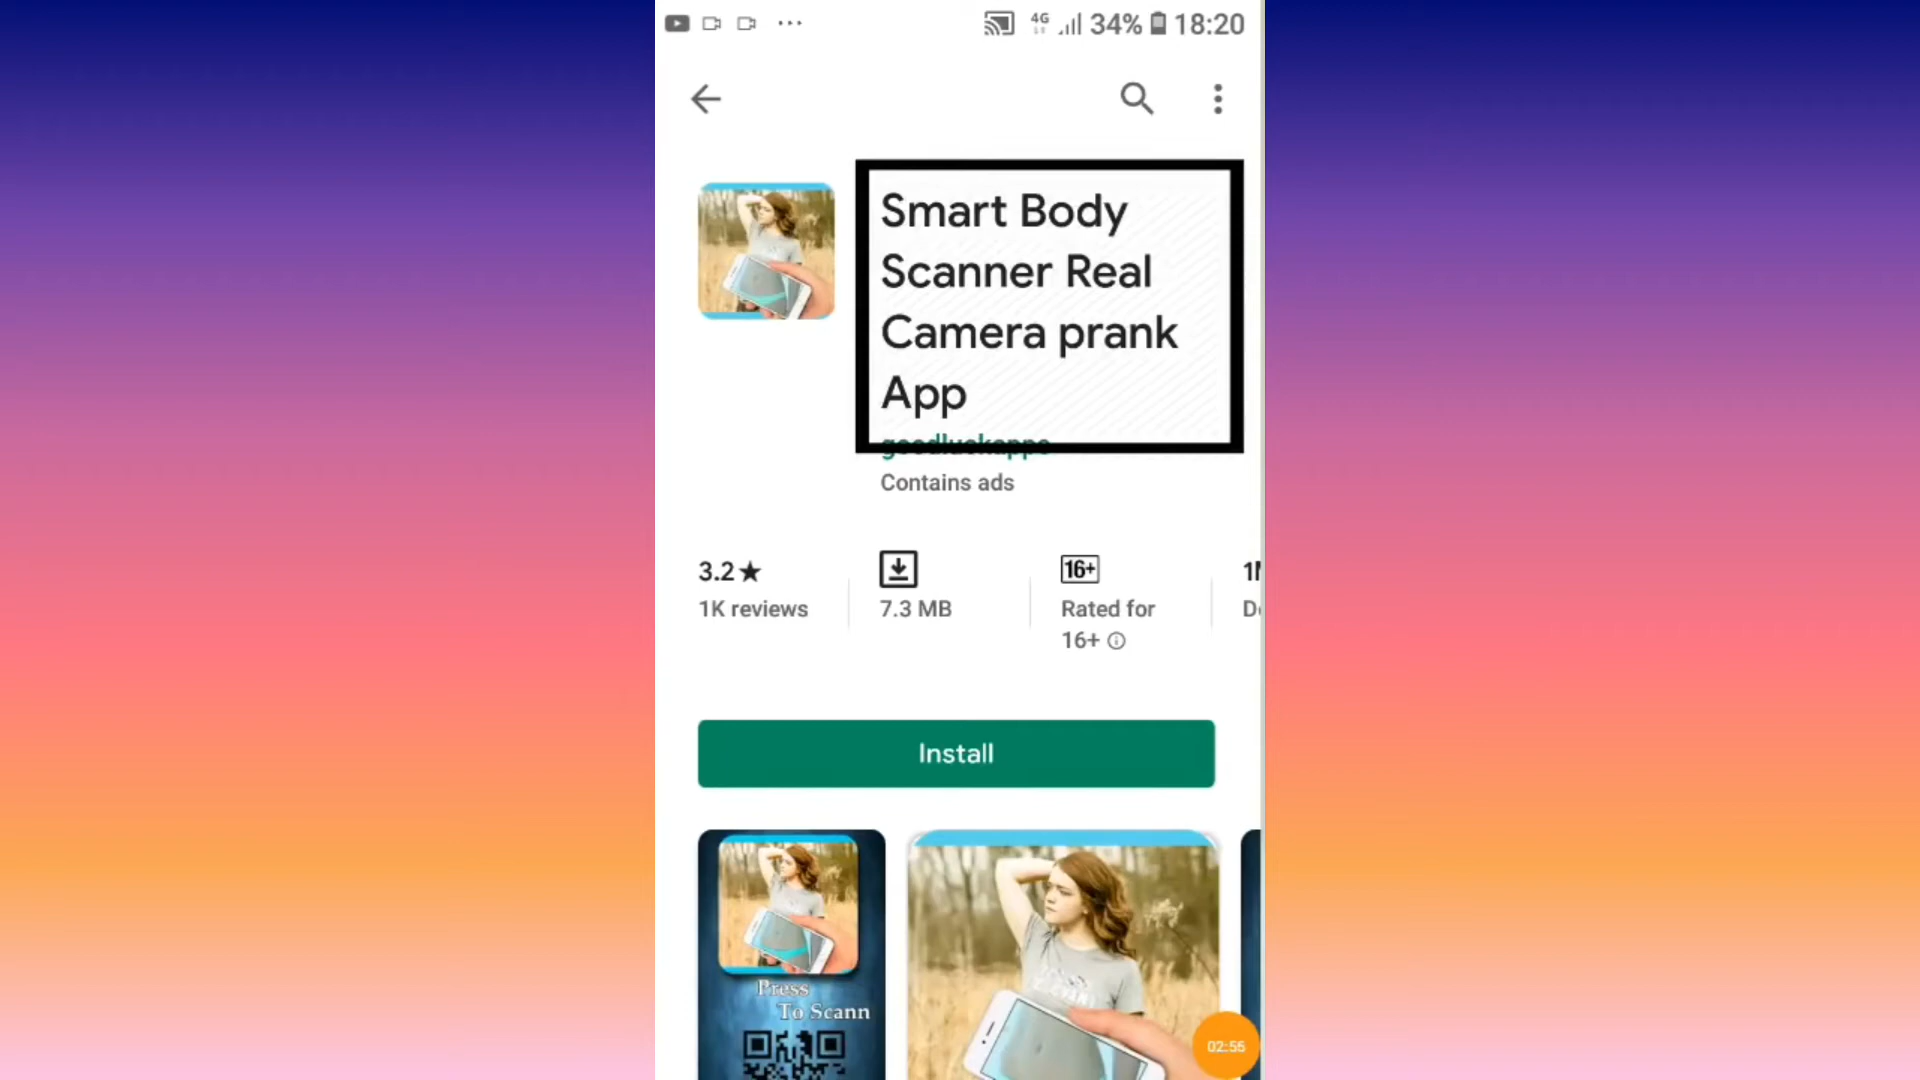 4G 34% 18:20
Smart Body
Scanner Real
Camera prank
App
goodluckapps
Contains ads
3.2★
1K reviews
7.3 MB
16+
Rated for
16+
Install
Press
To Scann
02:55